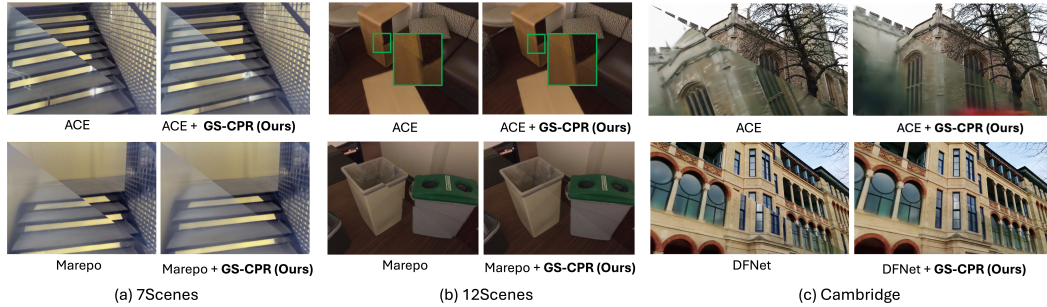 ACE
ACE + GS-CPR (Ours)
ACE
ACE + GS-CPR (Ours)
ACE
ACE + GS-CPR (Ours)
Marepo
Marepo + GS-CPR (Ours)
Marepo
Marepo + GS-CPR (Ours)
DFNet
DFNet + GS-CPR (Ours)
(a) 7Scenes
(b) 12Scenes
(c) Cambridge